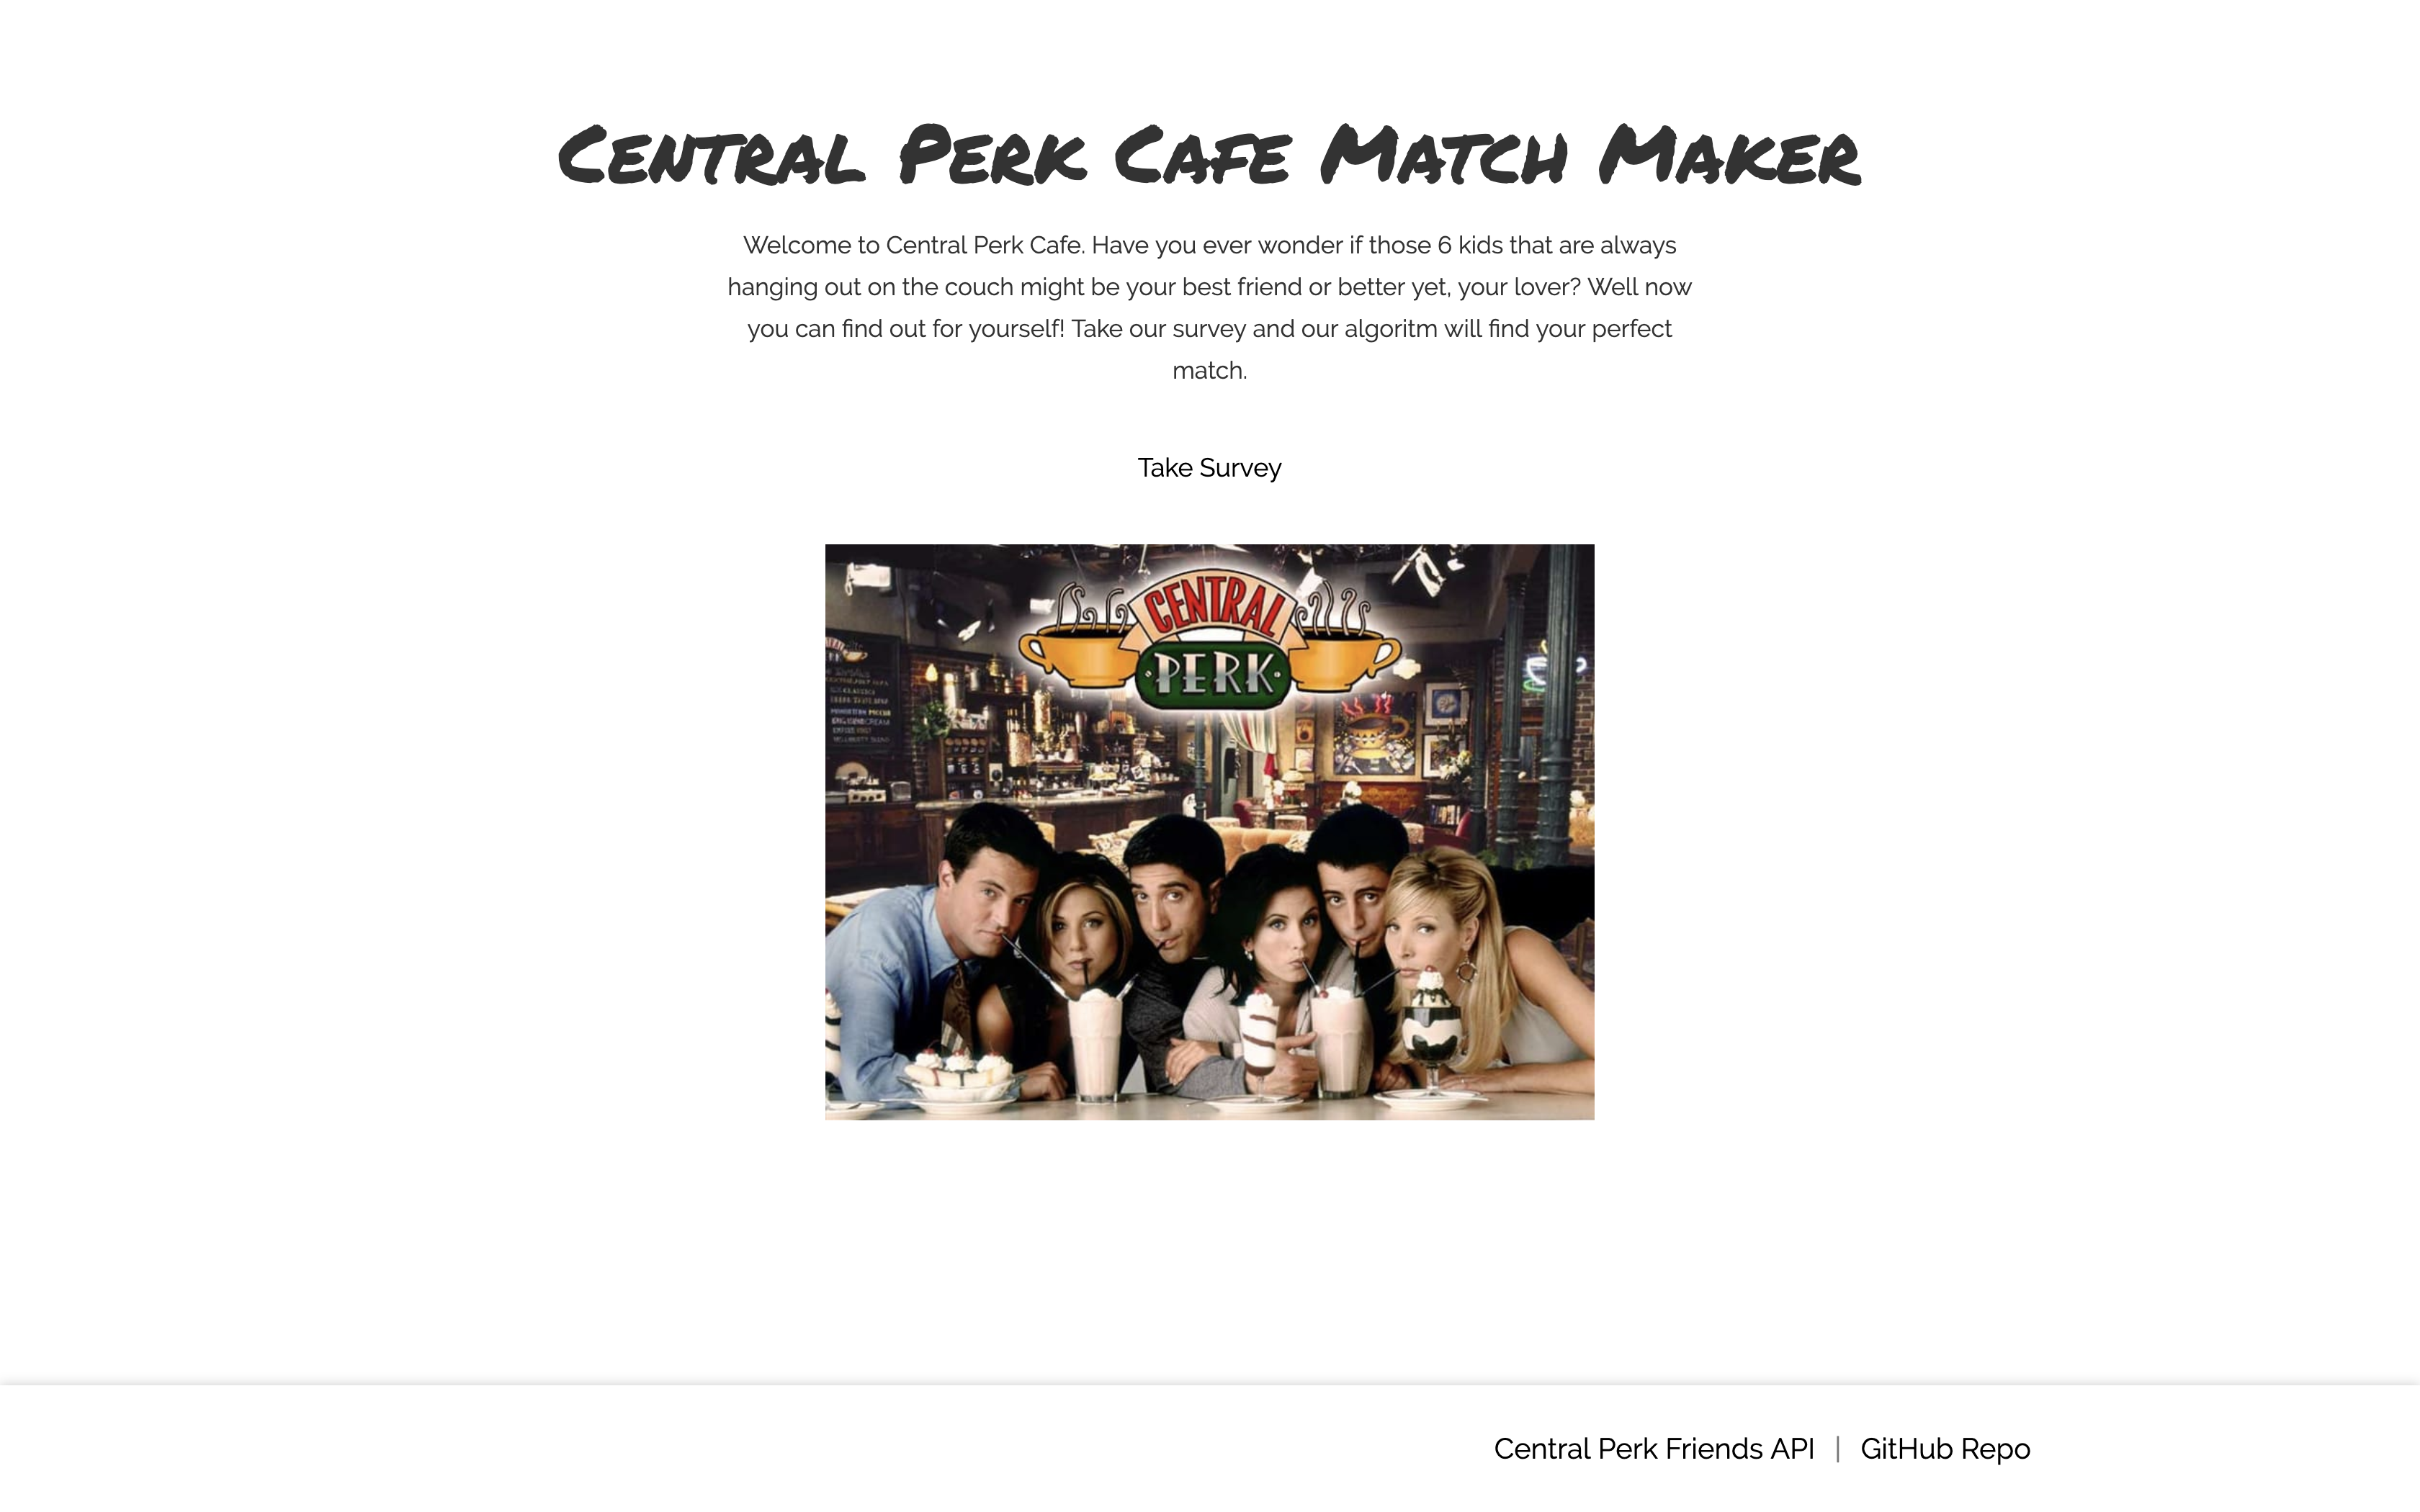 Central Perk Cafe Match Maker
Welcome to Central Perk Cafe. Have you ever wonder if those 6 kids that are always
hanging out on the couch might be your best friend or better yet, your lover? Well now
you can find out for yourself! Take our survey and our algoritm will find your perfect
match.
Take Survey
CENTRAL
PERK
Central Perk Friends API | GitHub Repo